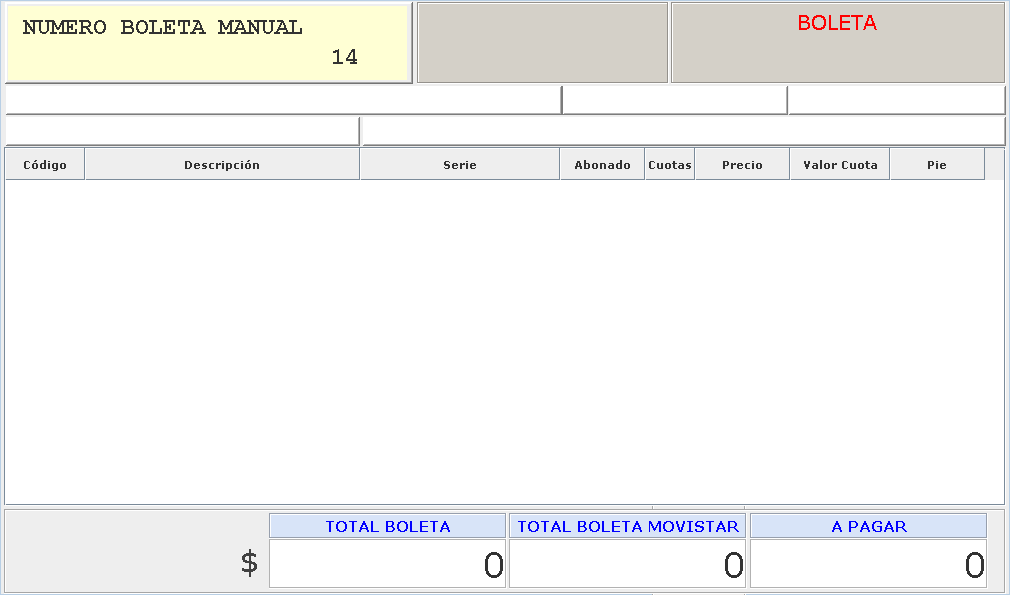 NUMERO BOLETA MANUAL
14
BOLETA
Código Descripción Serie Abonado Cuotas Precio Valor Cuota Pie
TOTAL BOLETA TOTAL BOLETA MOVISTAR A PAGAR
$ 0 0 0